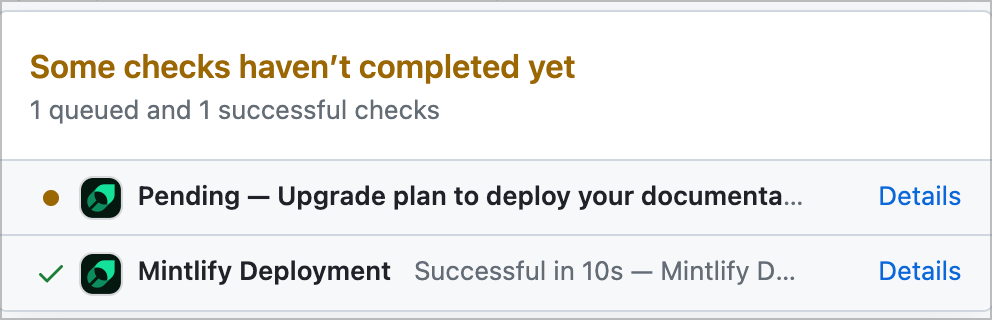 Some checks haven’t completed yet
1 queued and 1 successful checks
Pending — Upgrade plan to deploy your documenta... Details
Mintlify Deployment Successful in 10s — Mintlify D... Details